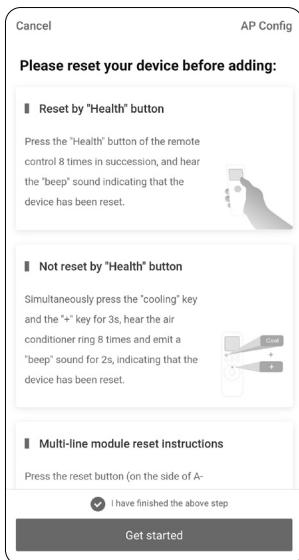 Cancel AP Config
Please reset your device before adding:
Reset by "Health" button
Press the "Health" button of the remote
control 8 times in succession, and hear
the "beep" sound indicating that the
device has been reset.
Not reset by "Health" button
Simultaneously press the "cooling" key
and the "+" key for 3s, hear the air
conditioner ring 8 times and emit a
"beep" sound for 2s, indicating that the
device has been reset.
Cool
+
+
Multi-line module reset instructions
Press the reset button (on the side of A-
I have finished the above step
Get started